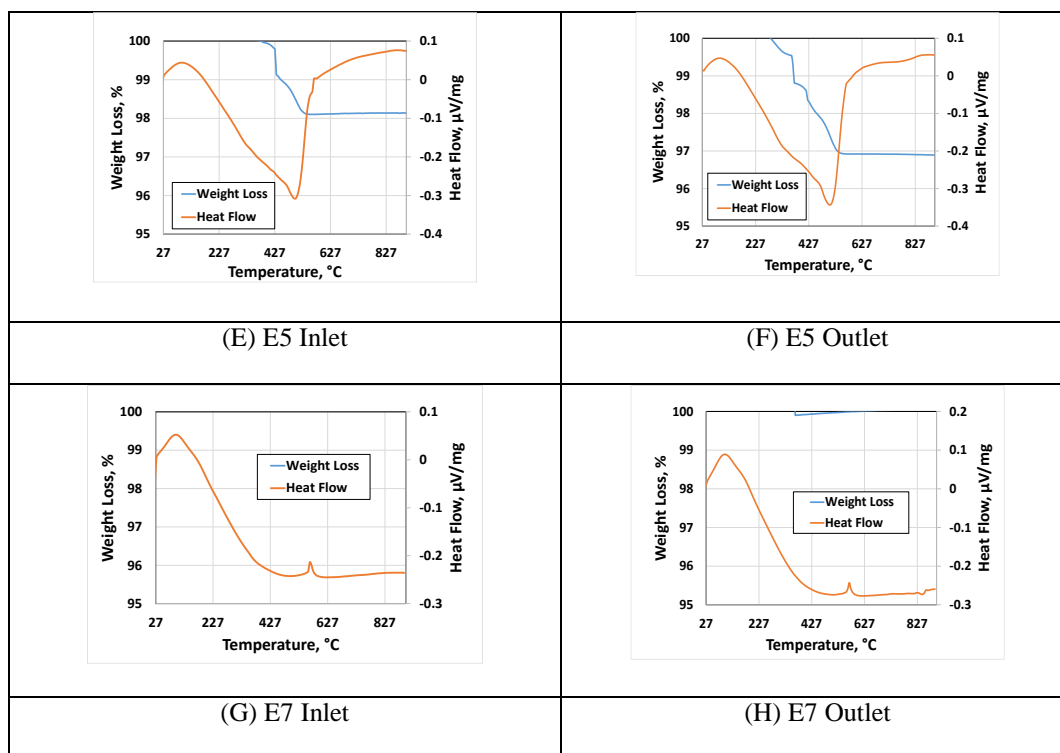 100
99
98
97
96
95
0.1
0
-0.1
-0.2
-0.3
-0.4
27
227
427
627
827
Weight Loss, %
Heat Flow, µV/mg
Temperature, °C
Weight Loss
Heat Flow
100
99
98
97
96
95
0.1
0
-0.1
-0.2
-0.3
-0.4
27
227
427
627
827
Weight Loss, %
Heat Flow, µV/mg
Temperature, °C
Weight Loss
Heat Flow
(E) E5 Inlet
(F) E5 Outlet
100
99
98
97
96
95
0.1
0
-0.1
-0.2
-0.3
27
227
427
627
827
Weight Loss, %
Heat Flow, µV/mg
Temperature, °C
Weight Loss
Heat Flow
100
99
98
97
96
95
0.2
0.1
0
-0.1
-0.2
-0.3
27
227
427
627
827
Weight Loss, %
Heat Flow, µV/mg
Temperature, °C
Weight Loss
Heat Flow
(G) E7 Inlet
(H) E7 Outlet